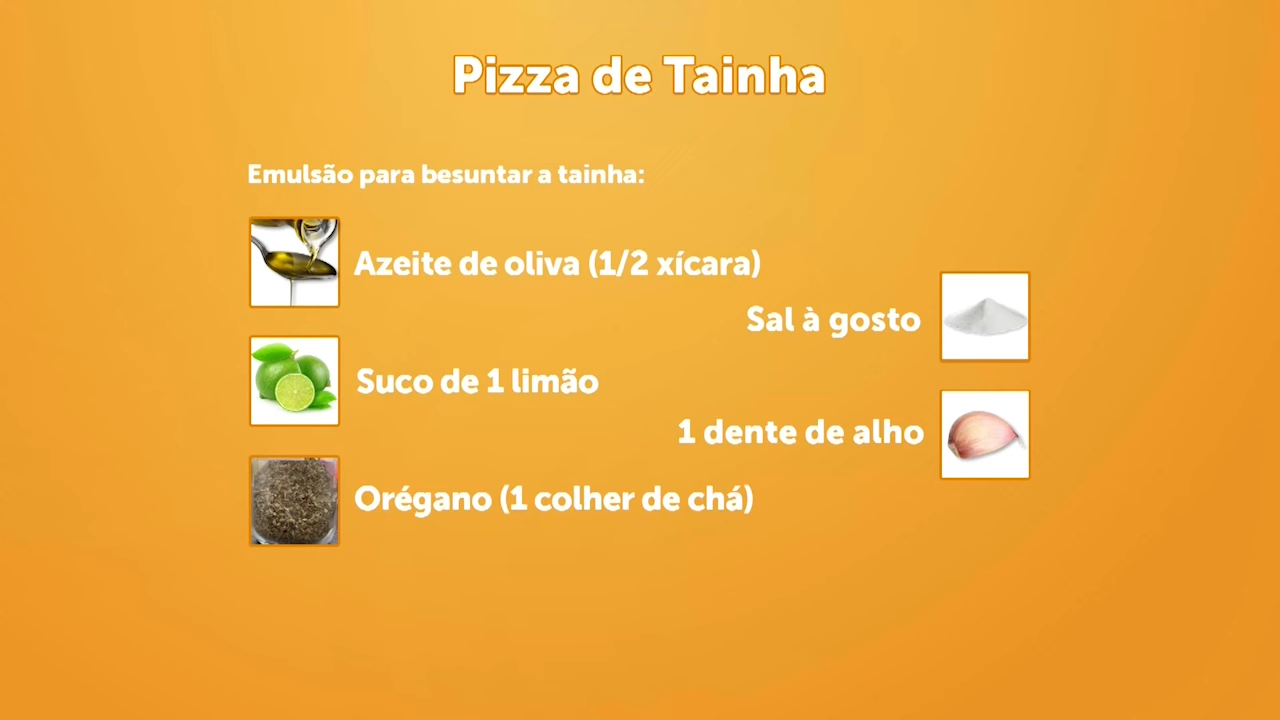 Pizza de Tainha
Emulsão para besuntar a tainha:
Azeite de oliva (1/2 xícara)
Sal à gosto
Suco de 1 limão
1 dente de alho
Orégano (1 colher de chá)